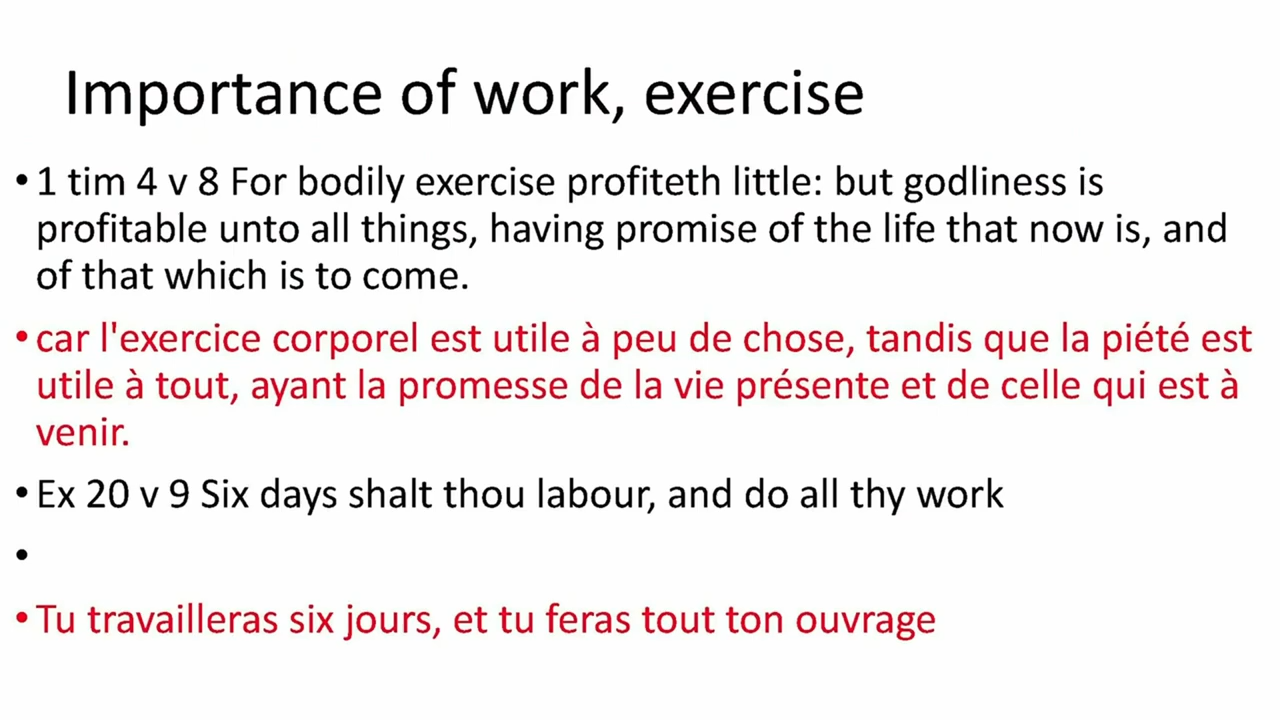 Importance of work, exercise
• 1 tim 4 v 8 For bodily exercise profiteth little: but godliness is
profitable unto all things, having promise of the life that now is, and
of that which is to come.
• car l'exercice corporel est utile à peu de chose, tandis que la piété est
utile à tout, ayant la promesse de la vie présente et de celle qui est à
venir.
• Ex 20 v 9 Six days shalt thou labour, and do all thy work
•
• Tu travailleras six jours, et tu feras tout ton ouvrage